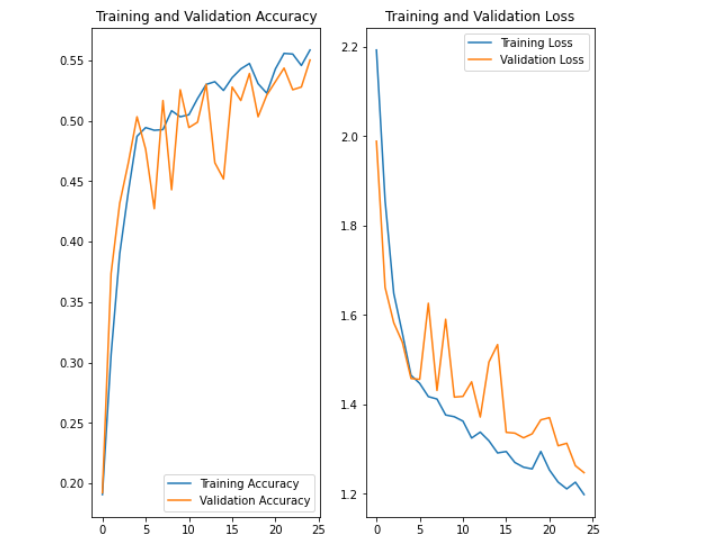 Training and Validation Accuracy
0.55
0.50
0.45
0.40
0.35
0.30
0.25
0.20
0 5 10 15 20 25
Training Accuracy
Validation Accuracy
Training and Validation Loss
2.2
2.0
1.8
1.6
1.4
1.2
0 5 10 15 20 25
Training Loss
Validation Loss